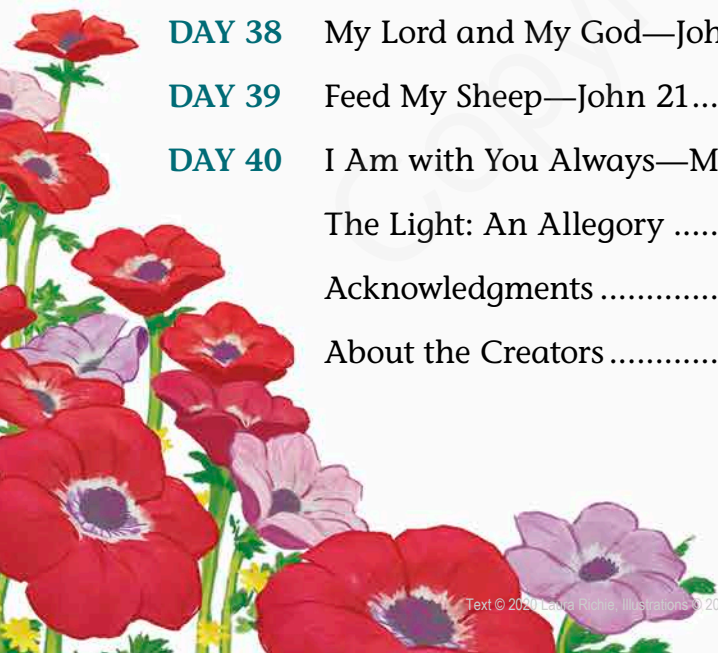 DAY 38 My Lord and My God—Joh
DAY 39 Feed My Sheep—John 21...
DAY 40 I Am with You Always—M
The Light: An Allegory .....
Acknowledgments .............
About the Creators ............
Copy
Text © 2020 Laura Richie, Illustrations © 20